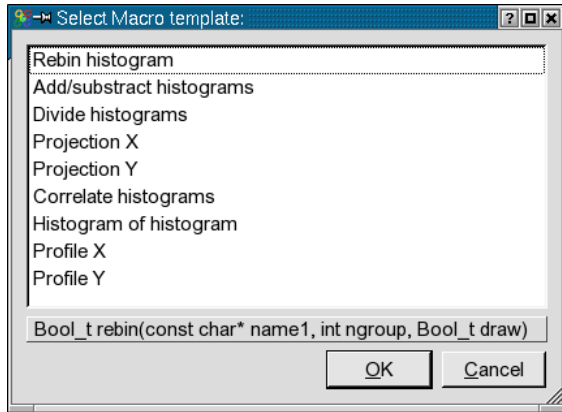 Select Macro template:
Rebin histogram
Add/substract histograms
Divide histograms
Projection X
Projection Y
Correlate histograms
Histogram of histogram
Profile X
Profile Y
Bool_t rebin(const char* name1, int ngroup, Bool_t draw)
OK Cancel